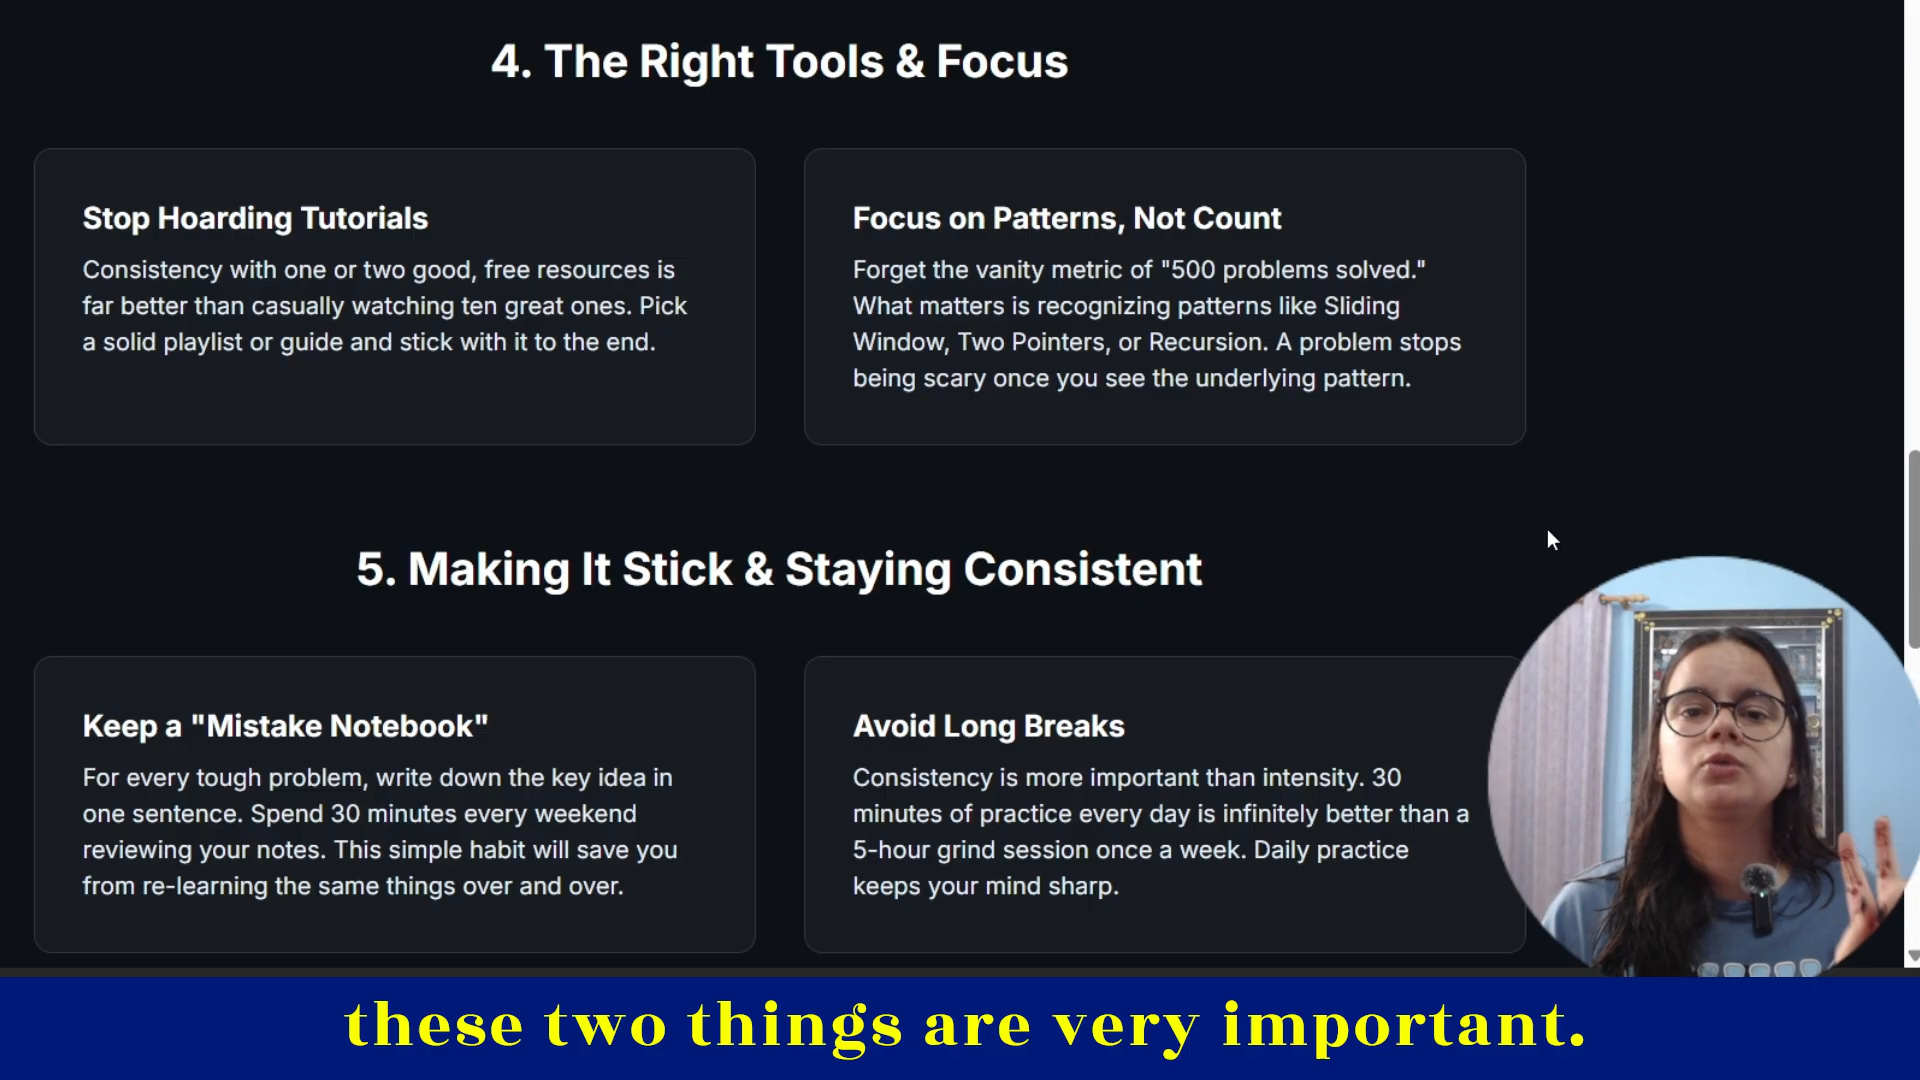 4. The Right Tools & Focus
Stop Hoarding Tutorials
Consistency with one or two good, free resources is
far better than casually watching ten great ones. Pick
a solid playlist or guide and stick with it to the end.
Focus on Patterns, Not Count
Forget the vanity metric of "500 problems solved."
What matters is recognizing patterns like Sliding
Window, Two Pointers, or Recursion. A problem stops
being scary once you see the underlying pattern.
5. Making It Stick & Staying Consistent
Keep a "Mistake Notebook"
For every tough problem, write down the key idea in
one sentence. Spend 30 minutes every weekend
reviewing your notes. This simple habit will save you
from re-learning the same things over and over.
Avoid Long Breaks
Consistency is more important than intensity. 30
minutes of practice every day is infinitely better than a
5-hour grind session once a week. Daily practice
keeps your mind sharp.
these two things are very important.